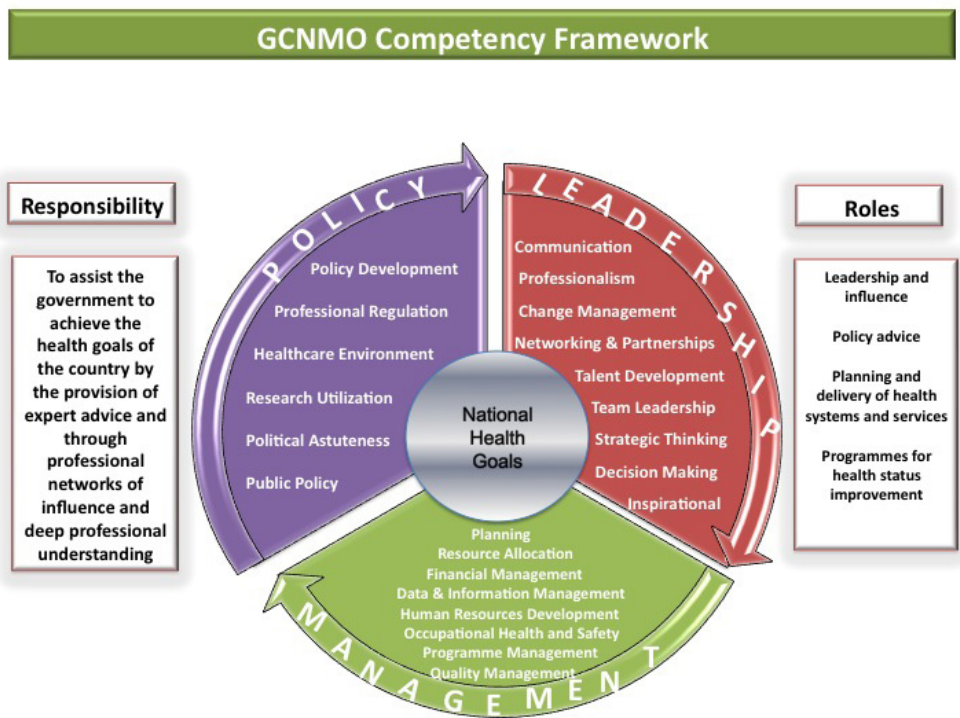 GCNMO Competency Framework
Responsibility
To assist the
government to
achieve the
health goals of
the country by
the provision of
expert advice and
through
professional
networks of
influence and
deep professional
understanding
POLICY
Policy Development
Professional Regulation
Healthcare Environment
Research Utilization
Political Astuteness
Public Policy
LEADERSHIP
Communication
Professionalism
Change Management
Networking & Partnerships
Talent Development
Team Leadership
Strategic Thinking
Decision Making
Inspirational
National
Health
Goals
Planning
Resource Allocation
Financial Management
Data & Information Management
Human Resources Development
Occupational Health and Safety
Programme Management
Quality Management
MANAGEMENT
Roles
Leadership and
influence
Policy advice
Planning and
delivery of health
systems and services
Programmes for
health status
improvement